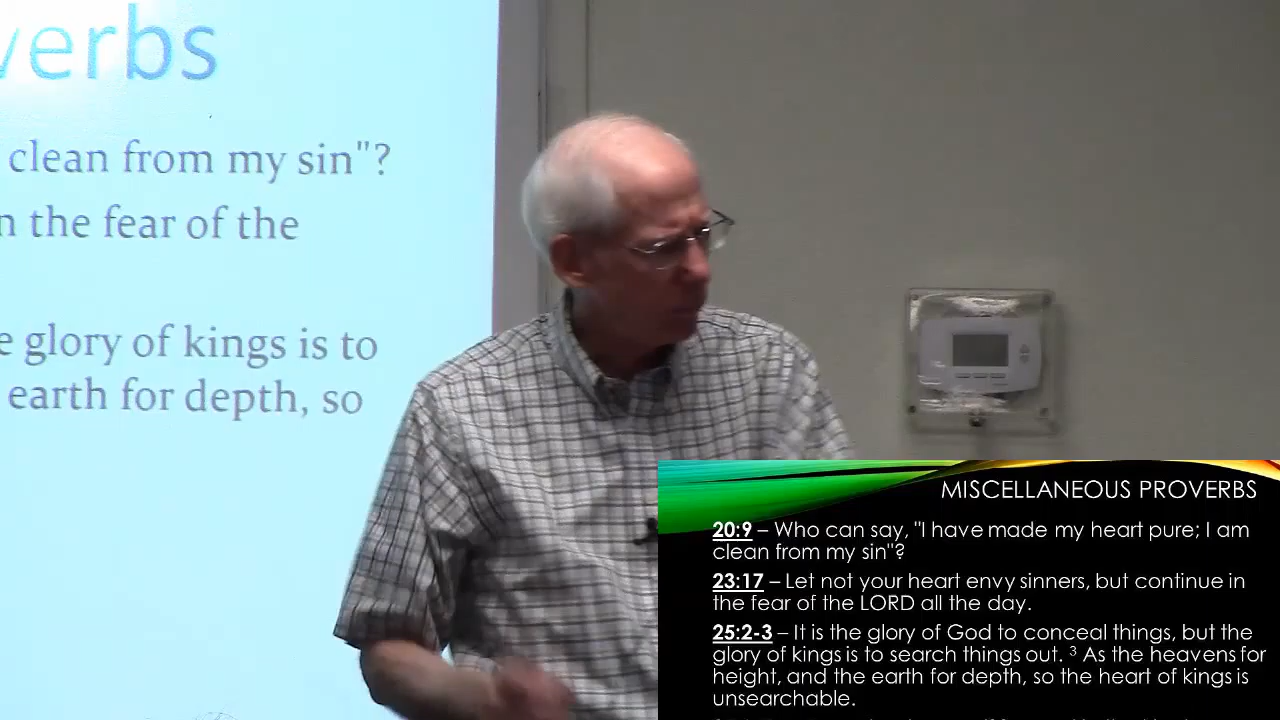 verbs
clean from my sin"?
n the fear of the
e glory of kings is to
earth for depth, so
MISCELLANEOUS PROVERBS
20:9 – Who can say, "I have made my heart pure; I am
clean from my sin"?
23:17 – Let not your heart envy sinners, but continue in
the fear of the LORD all the day.
25:2-3 – It is the glory of God to conceal things, but the
glory of kings is to search things out. ³ As the heavens for
height, and the earth for depth, so the heart of kings is
unsearchable.